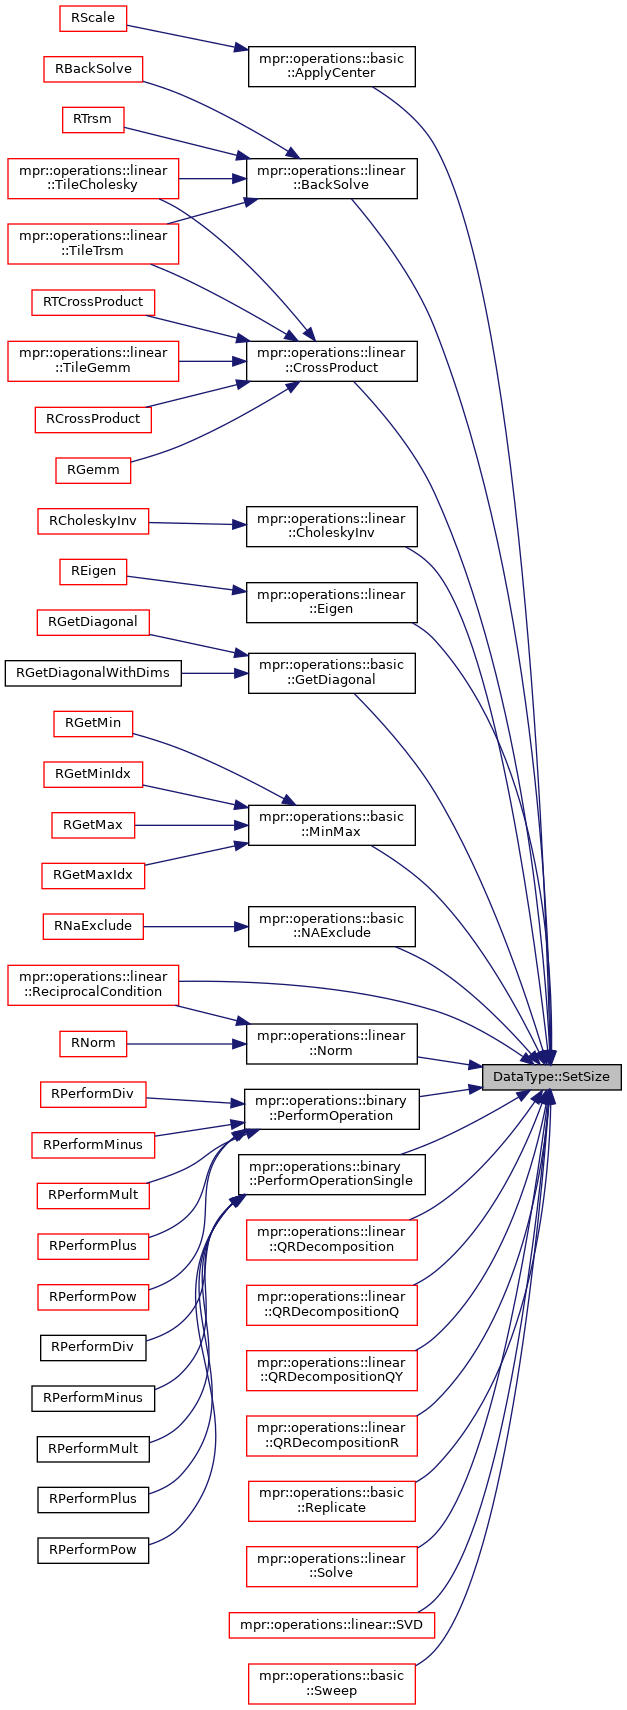 RScale
mpr::operations::basic
::ApplyCenter
RBackSolve
RTrsm
mpr::operations::linear
::TileCholesky
mpr::operations::linear
::BackSolve
mpr::operations::linear
::TileTrsm
RTCrossProduct
mpr::operations::linear
::TileGemm
mpr::operations::linear
::CrossProduct
RCrossProduct
RGemm
RCholeskyInv
mpr::operations::linear
::CholeskyInv
REigen
mpr::operations::linear
::Eigen
RGetDiagonal
RGetDiagonalWithDims
mpr::operations::basic
::GetDiagonal
RGetMin
RGetMinIdx
RGetMax
RGetMaxIdx
mpr::operations::basic
::MinMax
RNaExclude
mpr::operations::basic
::NAExclude
mpr::operations::linear
::ReciprocalCondition
RNorm
mpr::operations::linear
::Norm
DataType::SetSize
RPerformDiv
mpr::operations::binary
::PerformOperation
RPerformMinus
RPerformMult
mpr::operations::binary
::PerformOperationSingle
RPerformPlus
RPerformPow
RPerformDiv
RPerformMinus
RPerformMult
RPerformPlus
RPerformPow
mpr::operations::linear
::QRDecomposition
mpr::operations::linear
::QRDecompositionQ
mpr::operations::linear
::QRDecompositionQY
mpr::operations::linear
::QRDecompositionR
mpr::operations::basic
::Replicate
mpr::operations::linear
::Solve
mpr::operations::linear::SVD
mpr::operations::basic
::Sweep